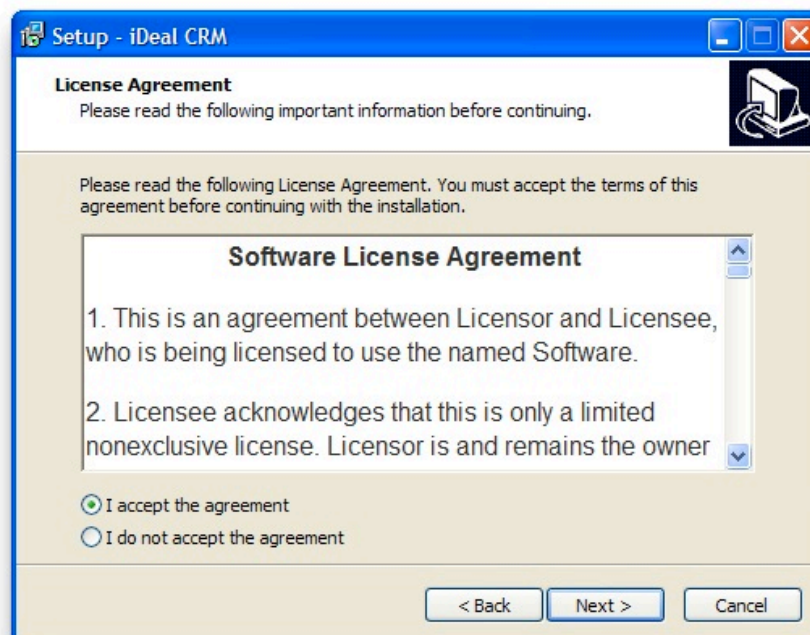 Setup - iDeal CRM
License Agreement
Please read the following important information before continuing.
Please read the following License Agreement. You must accept the terms of this
agreement before continuing with the installation.
Software License Agreement
1. This is an agreement between Licensor and Licensee,
who is being licensed to use the named Software.
2. Licensee acknowledges that this is only a limited
nonexclusive license. Licensor is and remains the owner
I accept the agreement
I do not accept the agreement
< Back Next > Cancel